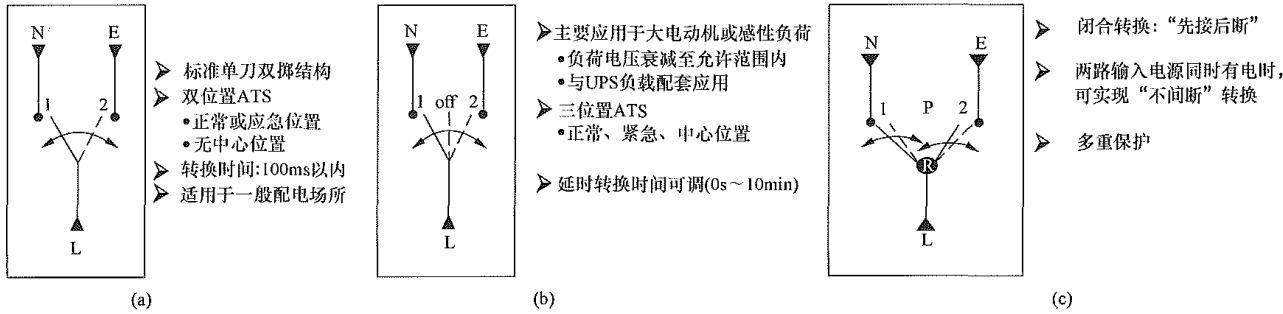 N E
1 2
L
➢ 标准单刀双掷结构
➢ 双位置ATS
•正常或应急位置
•无中心位置
➢ 转换时间:100ms以内
➢ 适用于一般配电场所
(a)
N E
1 off 2
L
➢ 主要应用于大电动机或感性负荷
•负荷电压衰减至允许范围内
•与UPS负载配套应用
➢ 三位置ATS
•正常、紧急、中心位置
➢ 延时转换时间可调(0s～10min)
(b)
N E
1 P 2
R
L
➢ 闭合转换：“先接后断”
➢ 两路输入电源同时有电时，
可实现“不间断”转换
➢ 多重保护
(c)